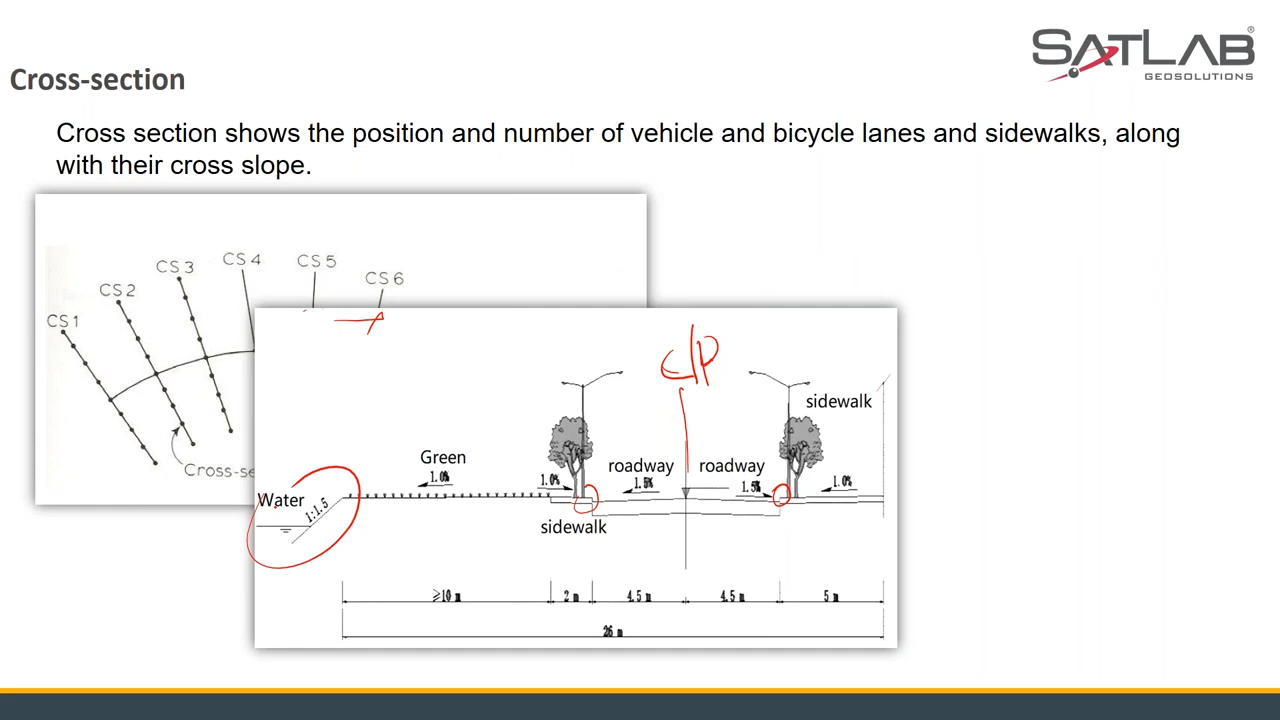 SATLAB®
GEOSOLUTIONS
Cross-section
Cross section shows the position and number of vehicle and bicycle lanes and sidewalks, along
with their cross slope.
CS 1
CS 2
CS 3
CS 4
CS 5
CS 6
Cross-se
C/P
sidewalk
Green
roadway
roadway
1.0%
1.0%
1.5%
1.5%
1.0%
Water
1:1.5
sidewalk
≥10 m
2 m
4.5 m
4.5 m
5 m
26 m